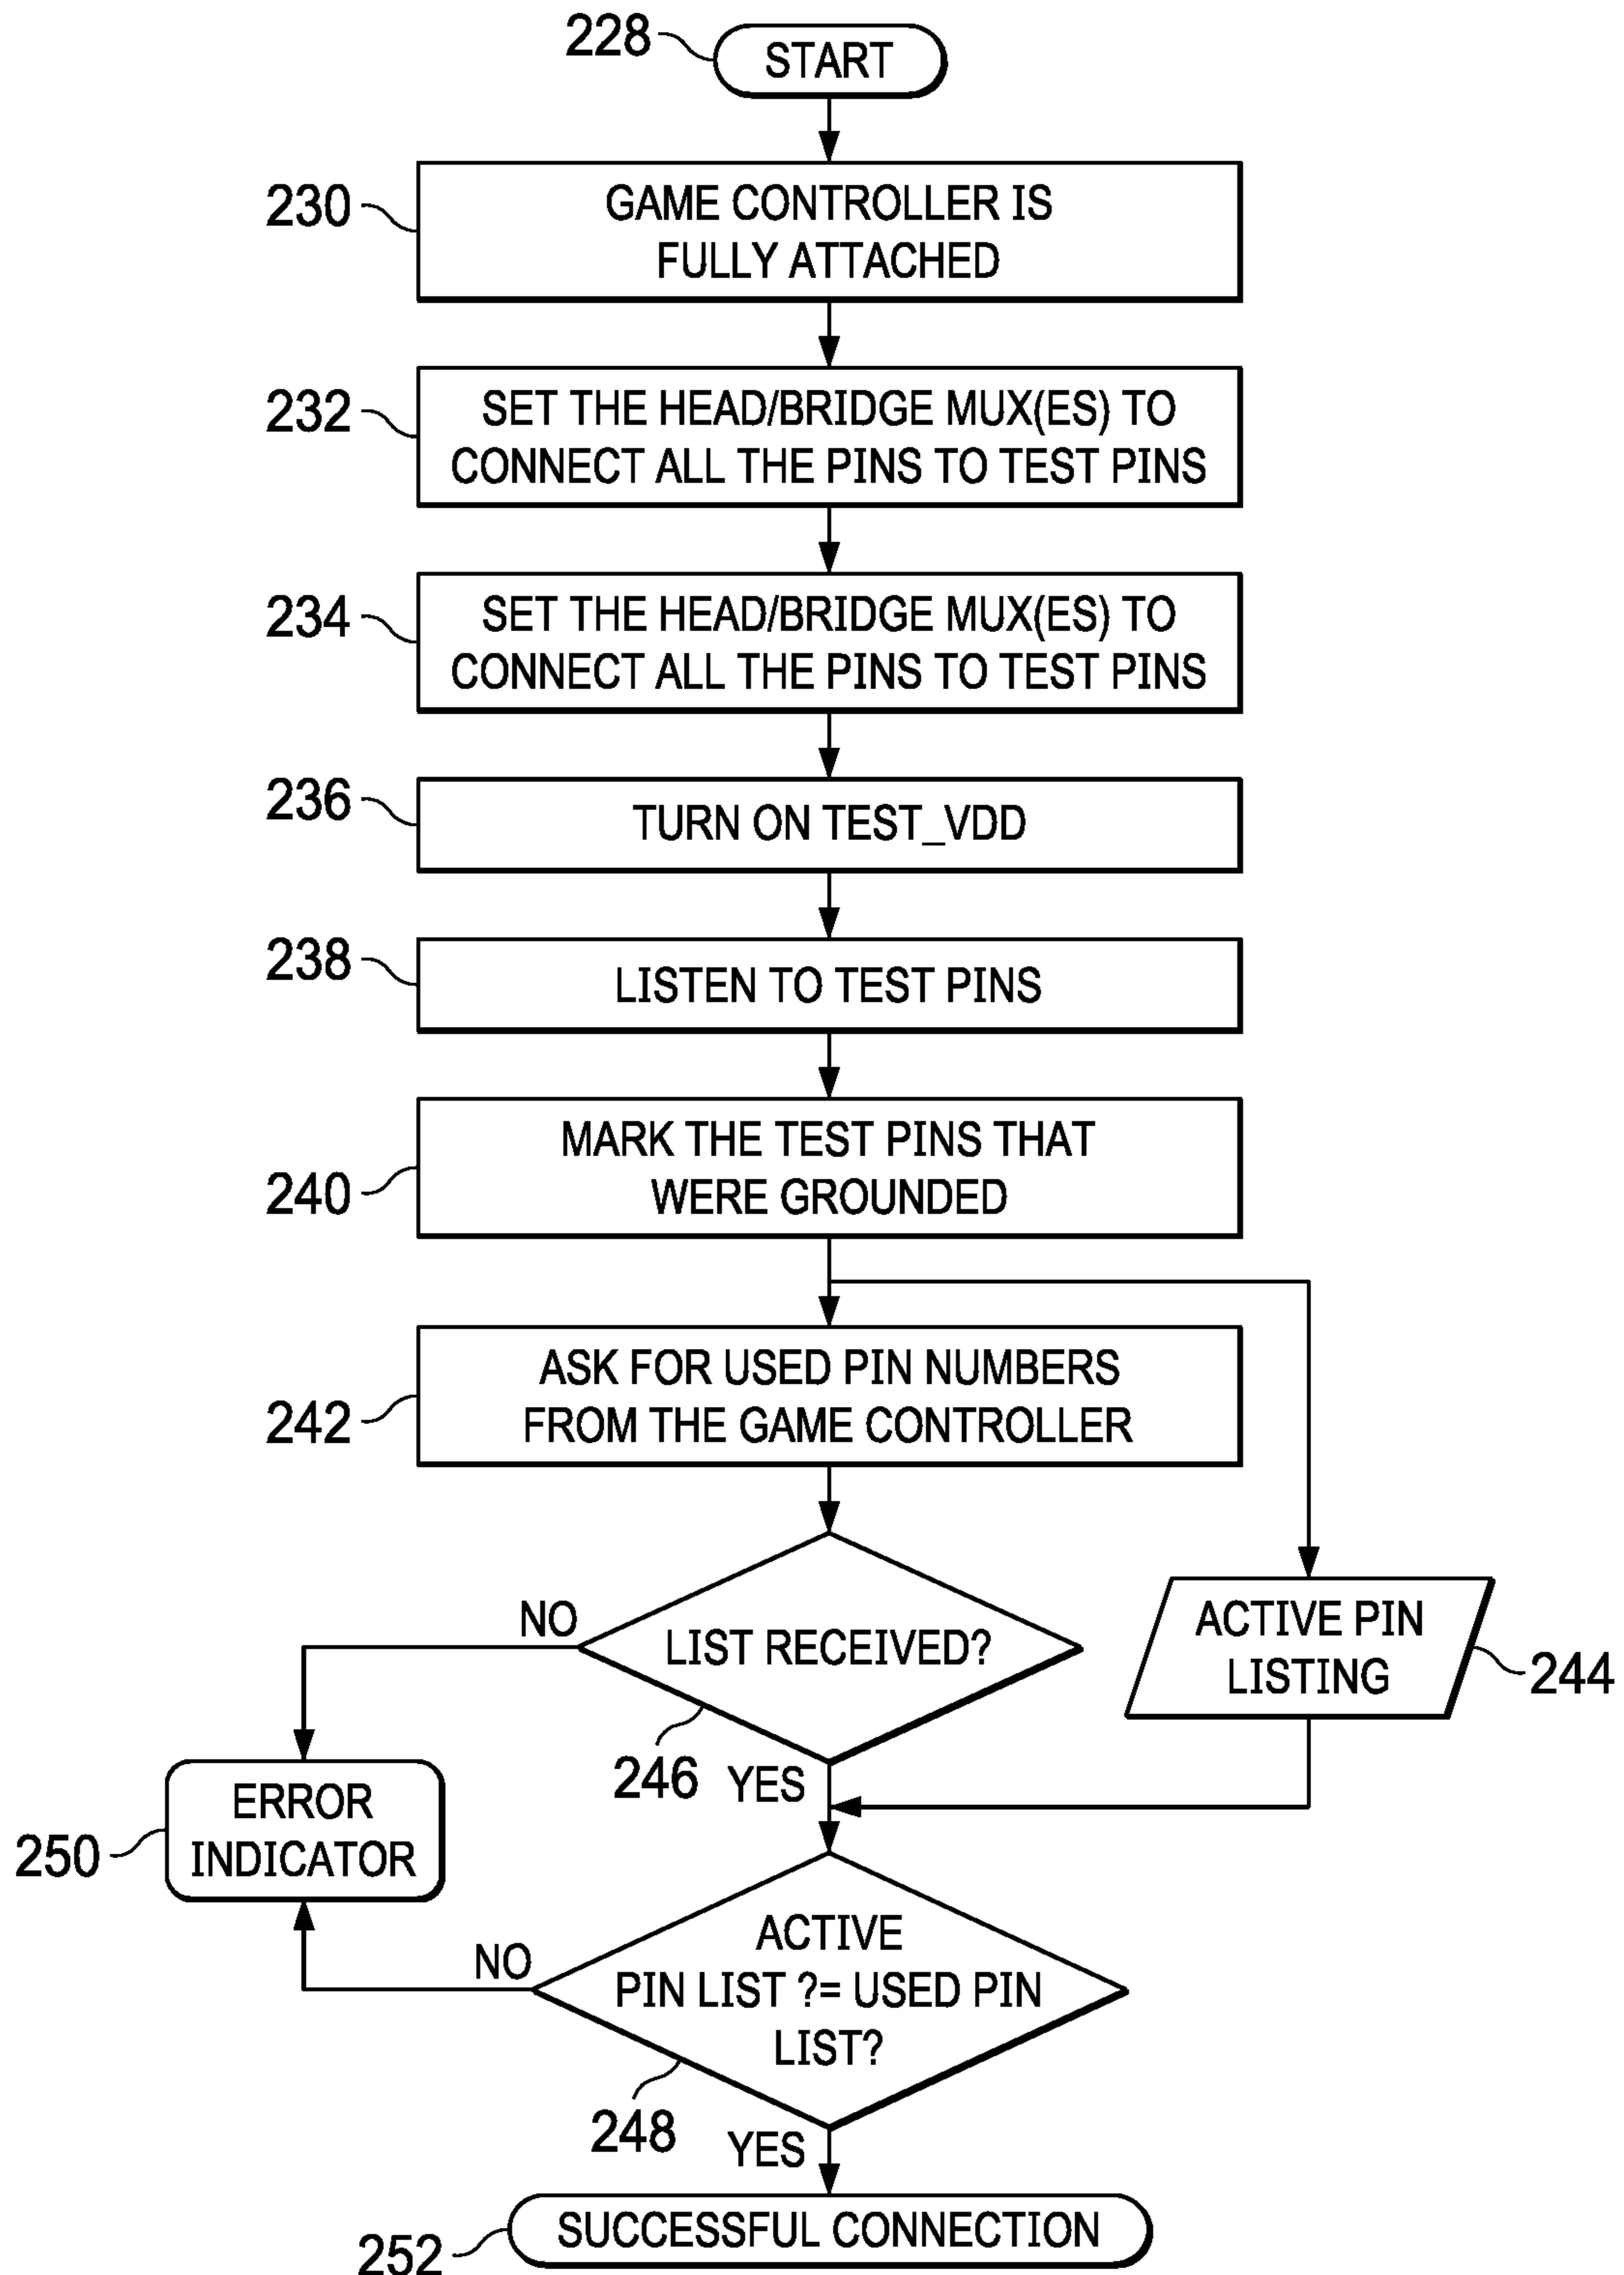 228
START
230
GAME CONTROLLER IS
FULLY ATTACHED
232
SET THE HEAD/BRIDGE MUX(ES) TO
CONNECT ALL THE PINS TO TEST PINS
234
SET THE HEAD/BRIDGE MUX(ES) TO
CONNECT ALL THE PINS TO TEST PINS
236
TURN ON TEST_VDD
238
LISTEN TO TEST PINS
240
MARK THE TEST PINS THAT
WERE GROUNDED
242
ASK FOR USED PIN NUMBERS
FROM THE GAME CONTROLLER
NO
LIST RECEIVED?
246
YES
ACTIVE PIN
LISTING
244
ERROR
INDICATOR
250
NO
ACTIVE
PIN LIST ?= USED PIN
LIST?
248
YES
SUCCESSFUL CONNECTION
252